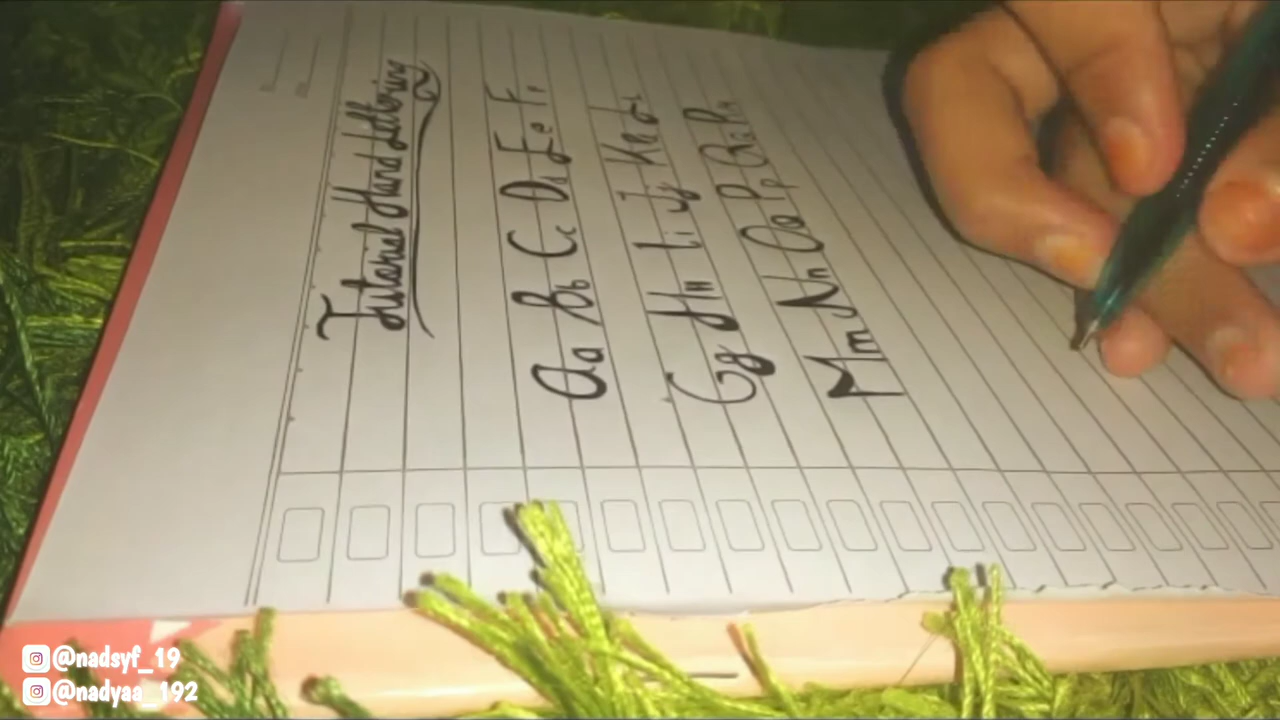 Tutorial Hand Lettering
Aa Bb Cc Dd Ee Ff
Gg HH Ii Jj Kk Ll
Mm Nn Oo Pp Qq Rr
@nadsyf_19
@nadyaa_192